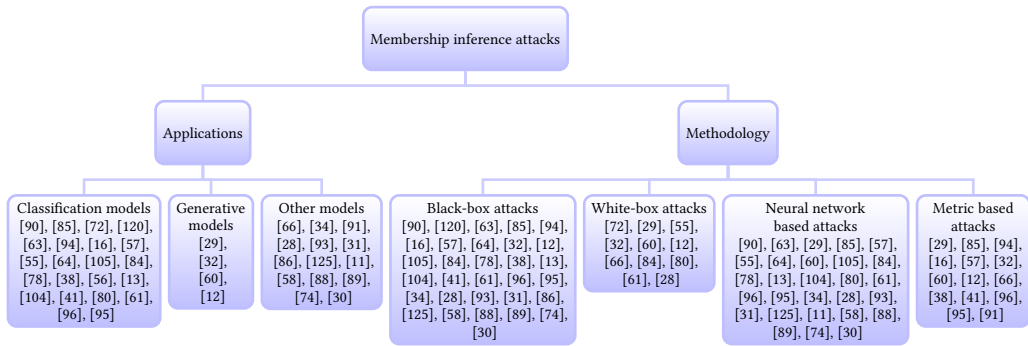 Membership inference attacks
Applications
Methodology
Classification models
[90], [85], [72], [120],
[63], [94], [16], [57],
[55], [64], [105], [84],
[78], [38], [56], [13],
[104], [41], [80], [61],
[96], [95]
Generative
models
[29],
[32],
[60],
[12]
Other models
[66], [34], [91],
[28], [93], [31],
[86], [125], [11],
[58], [88], [89],
[74], [30]
Black-box attacks
[90], [120], [63], [85], [94],
[16], [57], [64], [32], [12],
[105], [84], [78], [38], [13],
[104], [41], [61], [96], [95],
[34], [28], [93], [31], [86],
[125], [58], [88], [89], [74],
[30]
White-box attacks
[72], [29], [55],
[32], [60], [12],
[66], [84], [80],
[61], [28]
Neural network
based attacks
[90], [63], [29], [85], [57],
[55], [64], [60], [105], [84],
[78], [13], [104], [80], [61],
[96], [95], [34], [28], [93],
[31], [125], [11], [58], [88],
[89], [74], [30]
Metric based
attacks
[29], [85], [94],
[16], [57], [32],
[60], [12], [66],
[38], [41], [96],
[95], [91]